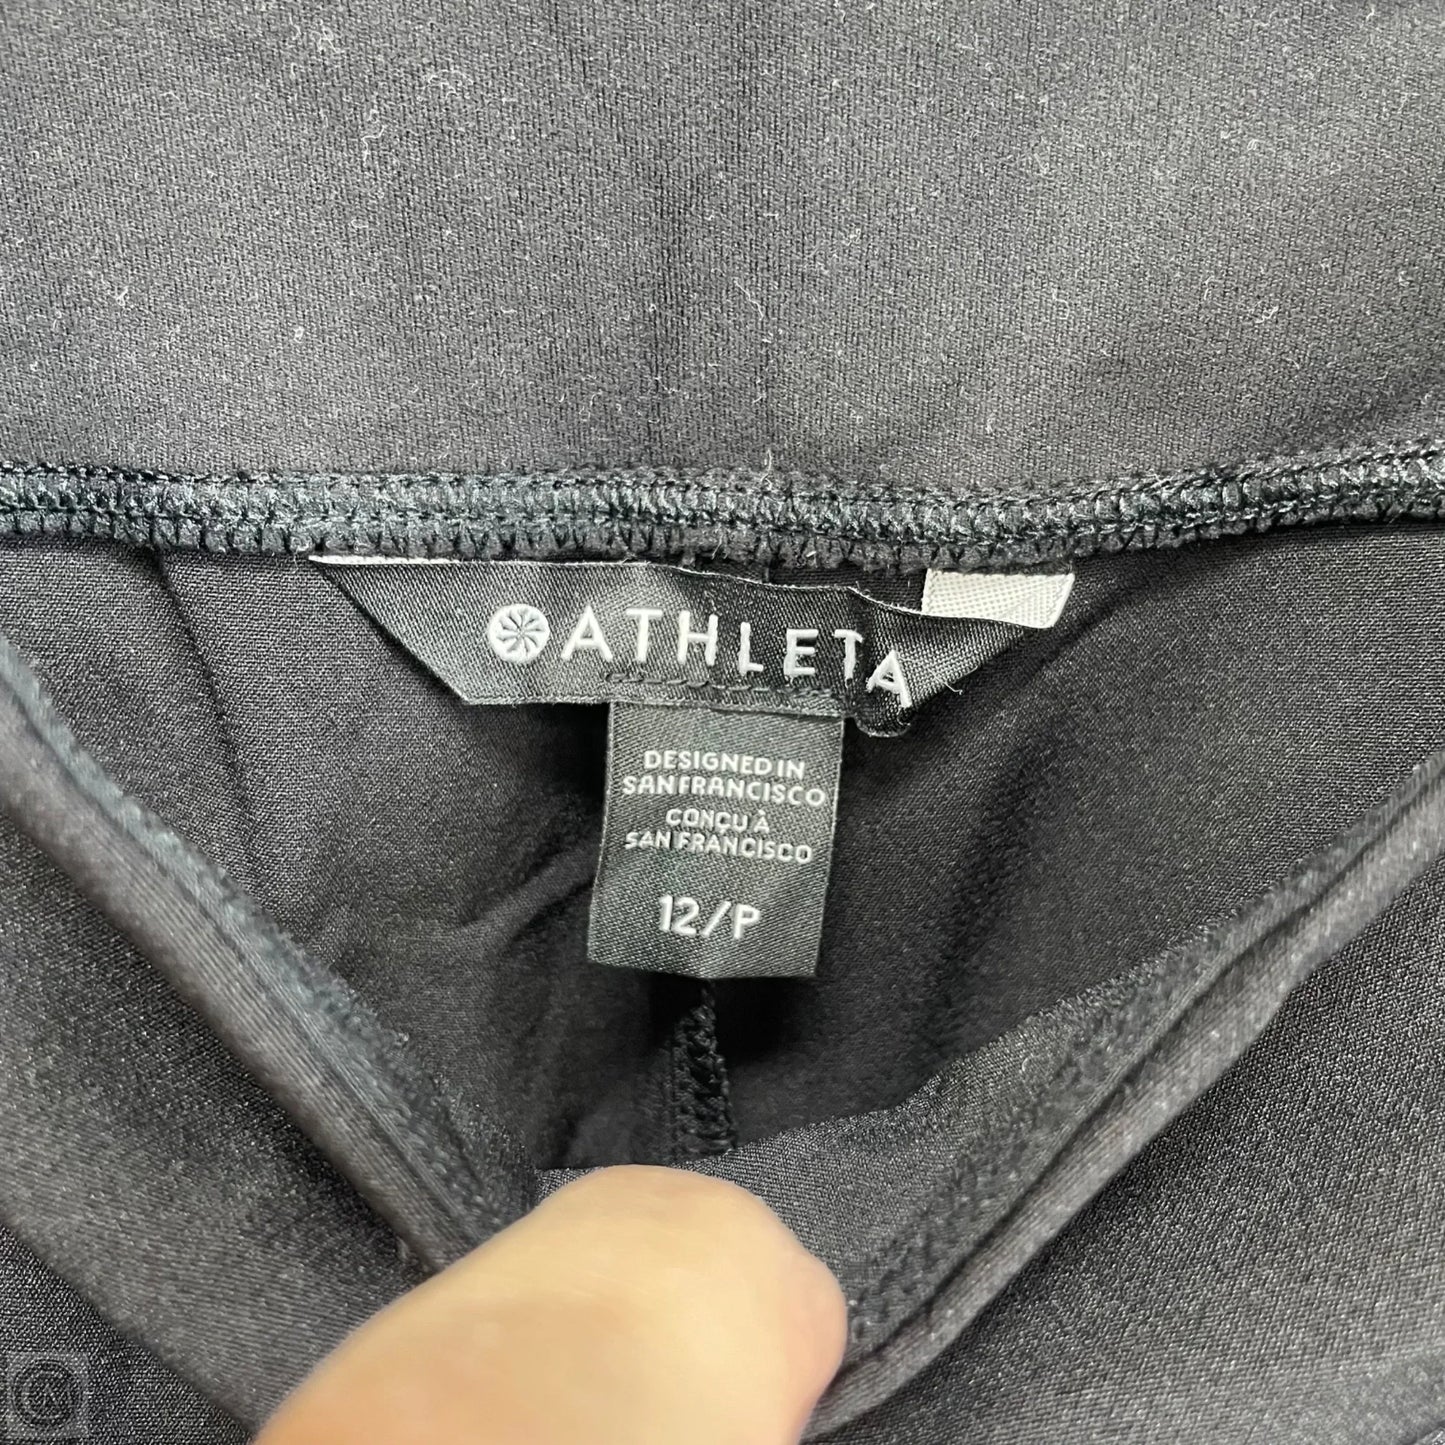 ATHLETA
DESIGNED IN
SAN FRANCISCO
CONÇU À
SAN FRANCISCO
12/P